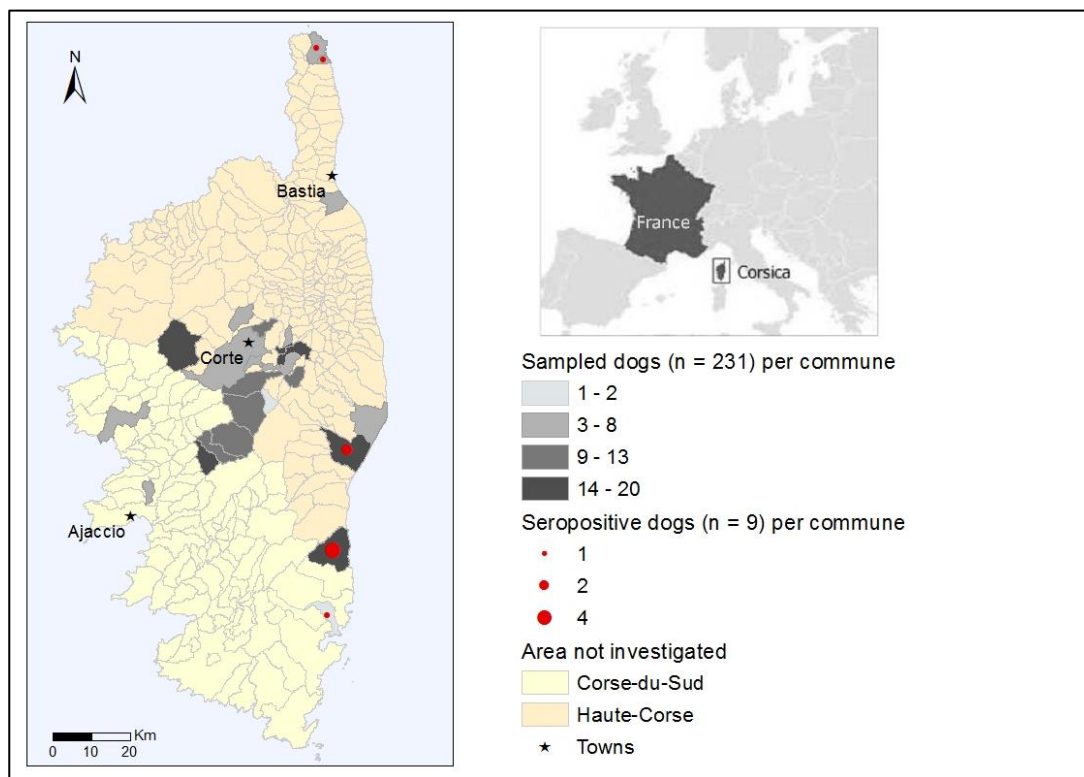 N
Bastia
Corte
Ajaccio
Km
0 10 20
France
Corsica
Sampled dogs (n = 231) per commune
1 - 2
3 - 8
9 - 13
14 - 20
Seropositive dogs (n = 9) per commune
1
2
4
Area not investigated
Corse-du-Sud
Haute-Corse
Towns